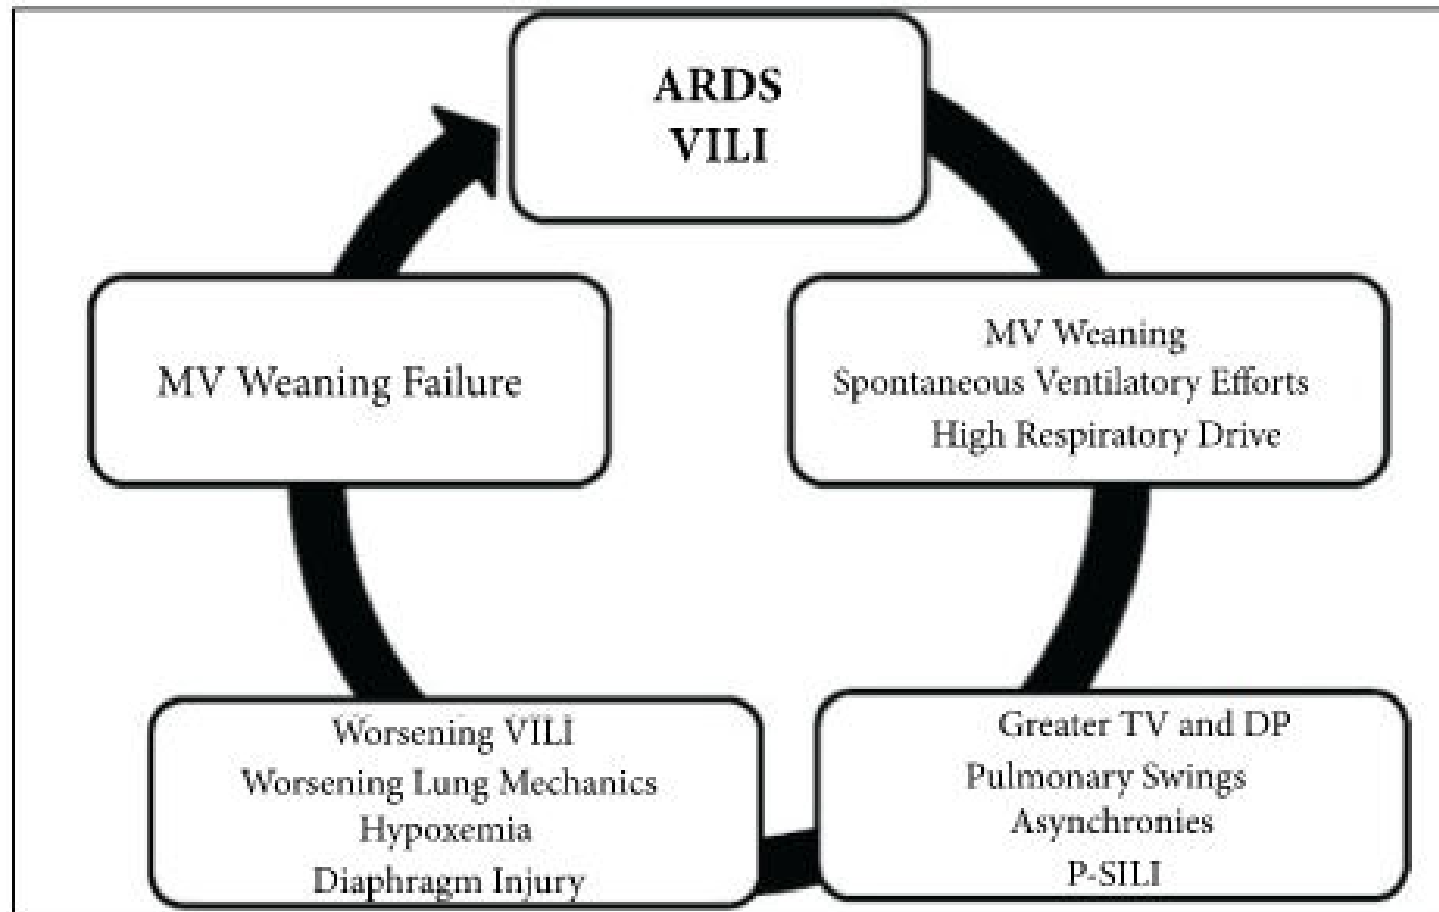 ARDS
VILI
MV Weaning
Spontaneous Ventilatory Efforts
High Respiratory Drive
Greater TV and DP
Pulmonary Swings
Asynchronies
P-SILI
Worsening VILI
Worsening Lung Mechanics
Hypoxemia
Diaphragm Injury
MV Weaning Failure